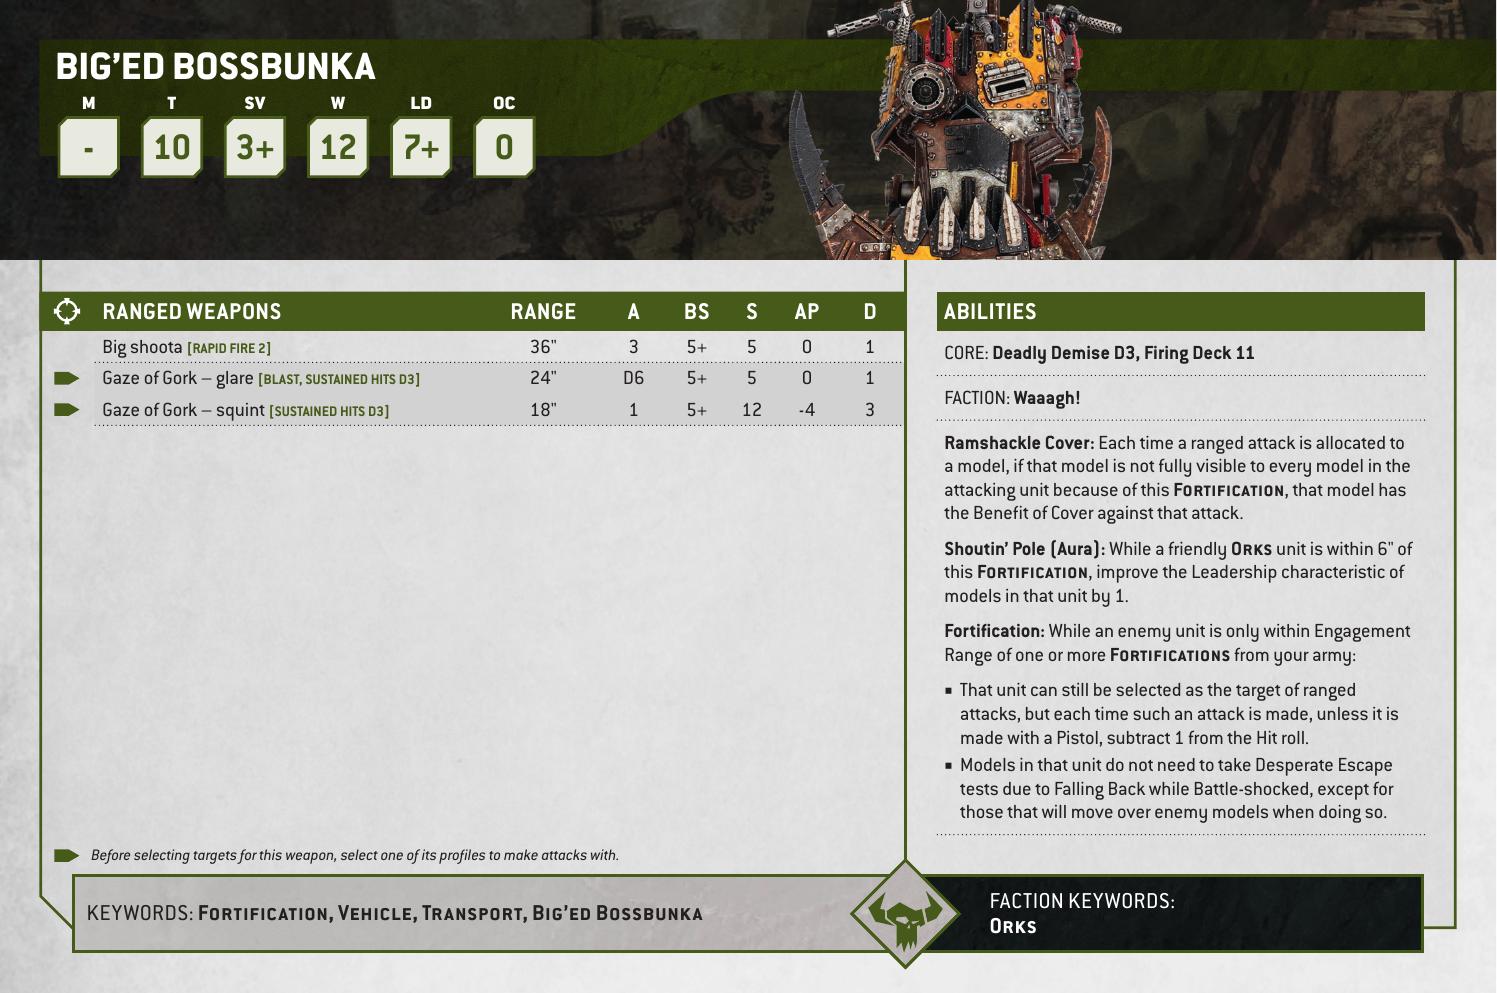 BIG'ED BOSSBUNKA
M T SV W LD OC
- 10 3+ 12 7+ 0
RANGED WEAPONS RANGE A BS S AP D
Big shoota [RAPID FIRE 2] 36" 3 5+ 5 0 1
Gaze of Gork – glare [BLAST, SUSTAINED HITS D3] 24" D6 5+ 5 0 1
Gaze of Gork – squint [SUSTAINED HITS D3] 18" 1 5+ 12 -4 3
Before selecting targets for this weapon, select one of its profiles to make attacks with.
ABILITIES
CORE: Deadly Demise D3, Firing Deck 11
FACTION: Waaagh!
Ramshackle Cover: Each time a ranged attack is allocated to
a model, if that model is not fully visible to every model in the
attacking unit because of this FORTIFICATION, that model has
the Benefit of Cover against that attack.
Shoutin' Pole (Aura): While a friendly ORKS unit is within 6" of
this FORTIFICATION, improve the Leadership characteristic of
models in that unit by 1.
Fortification: While an enemy unit is only within Engagement
Range of one or more FORTIFICATIONS from your army:
▪ That unit can still be selected as the target of ranged
attacks, but each time such an attack is made, unless it is
made with a Pistol, subtract 1 from the Hit roll.
▪ Models in that unit do not need to take Desperate Escape
tests due to Falling Back while Battle-shocked, except for
those that will move over enemy models when doing so.
KEYWORDS: FORTIFICATION, VEHICLE, TRANSPORT, BIG'ED BOSSBUNKA
FACTION KEYWORDS:
ORKS